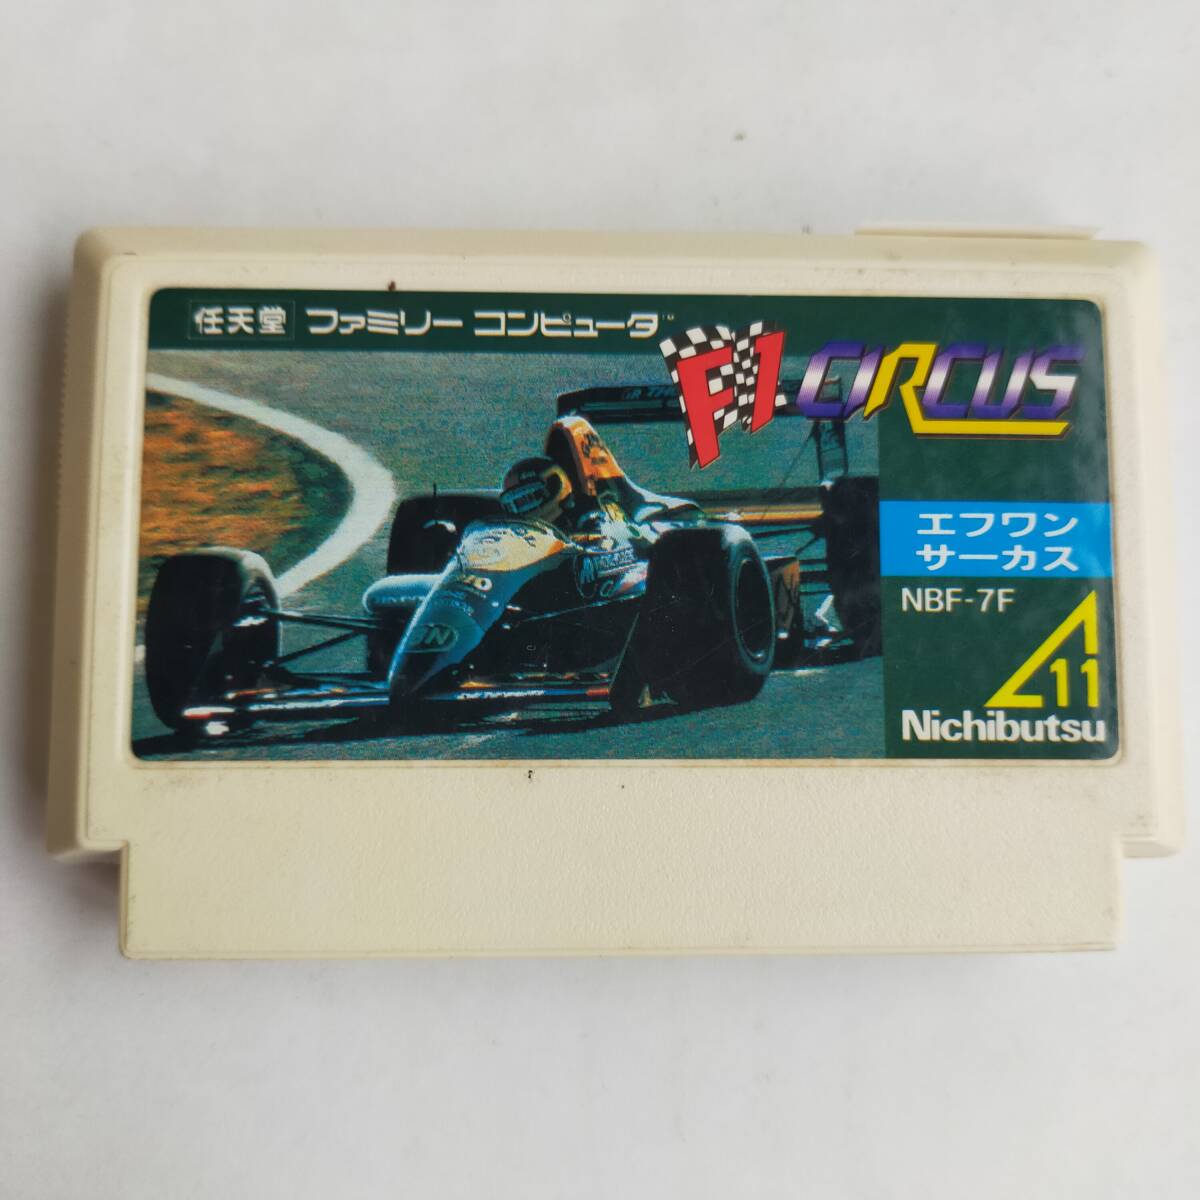 任天堂 ファミリー コンピュータ
F1 CIRCUS
エフワン
サーカス
NBF-7F
11
Nichibutsu